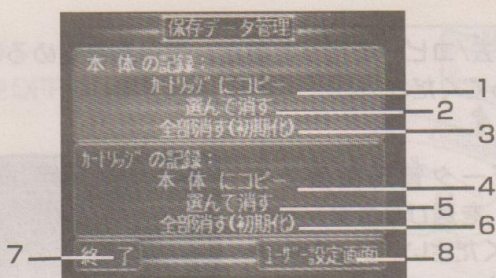 保存データ管理
本体の記録:
カートリッジにコピー 1
選んで消す 2
全部消す(初期化) 3
カートリッジの記録:
本体にコピー 4
選んで消す 5
全部消す(初期化) 6
7 終了 ユーザー設定画面 8